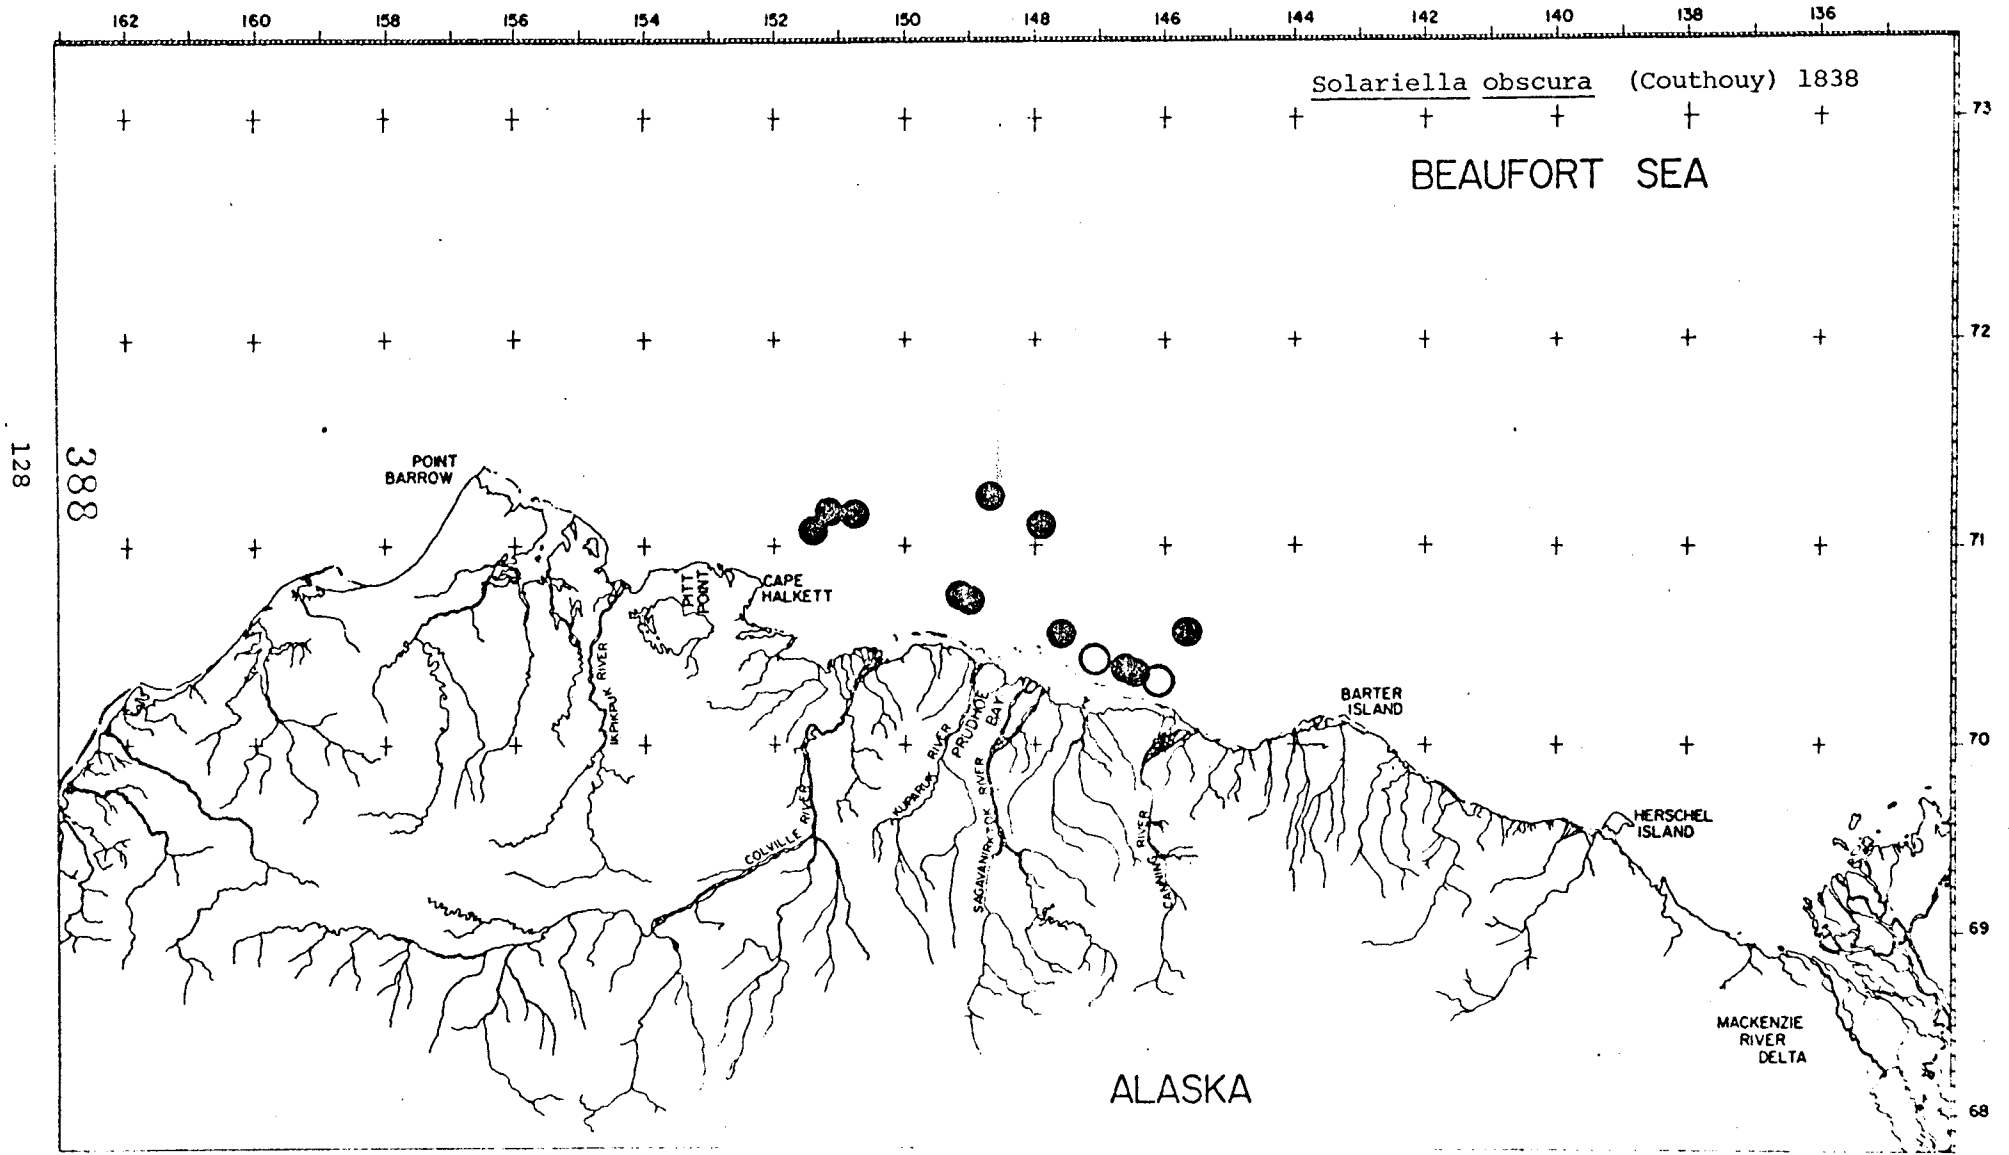 162 160 158 156 154 152 150 148 146 144 142 140 138 136
Solariella obscura (Couthouy) 1838
73
BEAUFORT SEA
72
128
388
POINT
BARROW
71
PITT
POINT
CAPE
HALKETT
IKPIKPUK RIVER
PRUDHOE
BAY
BARTER
ISLAND
70
KUPARUK RIVER
COLVILLE RIVER
SAGAVANIRKTOK RIVER
CANNING RIVER
HERSCHEL
ISLAND
69
MACKENZIE
RIVER
DELTA
ALASKA
68